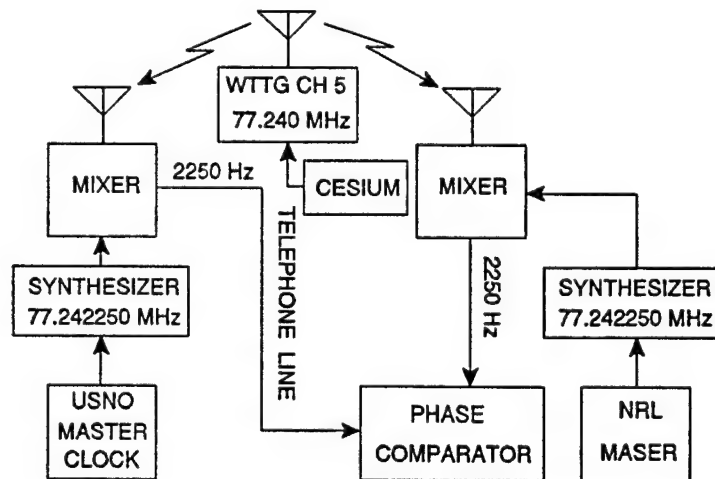 WTTG CH 5
77.240 MHz
MIXER
2250 Hz
CESIUM
MIXER
TELEPHONE LINE
2250 Hz
SYNTHESIZER
77.242250 MHz
SYNTHESIZER
77.242250 MHz
USNO
MASTER
CLOCK
PHASE
COMPARATOR
NRL
MASER